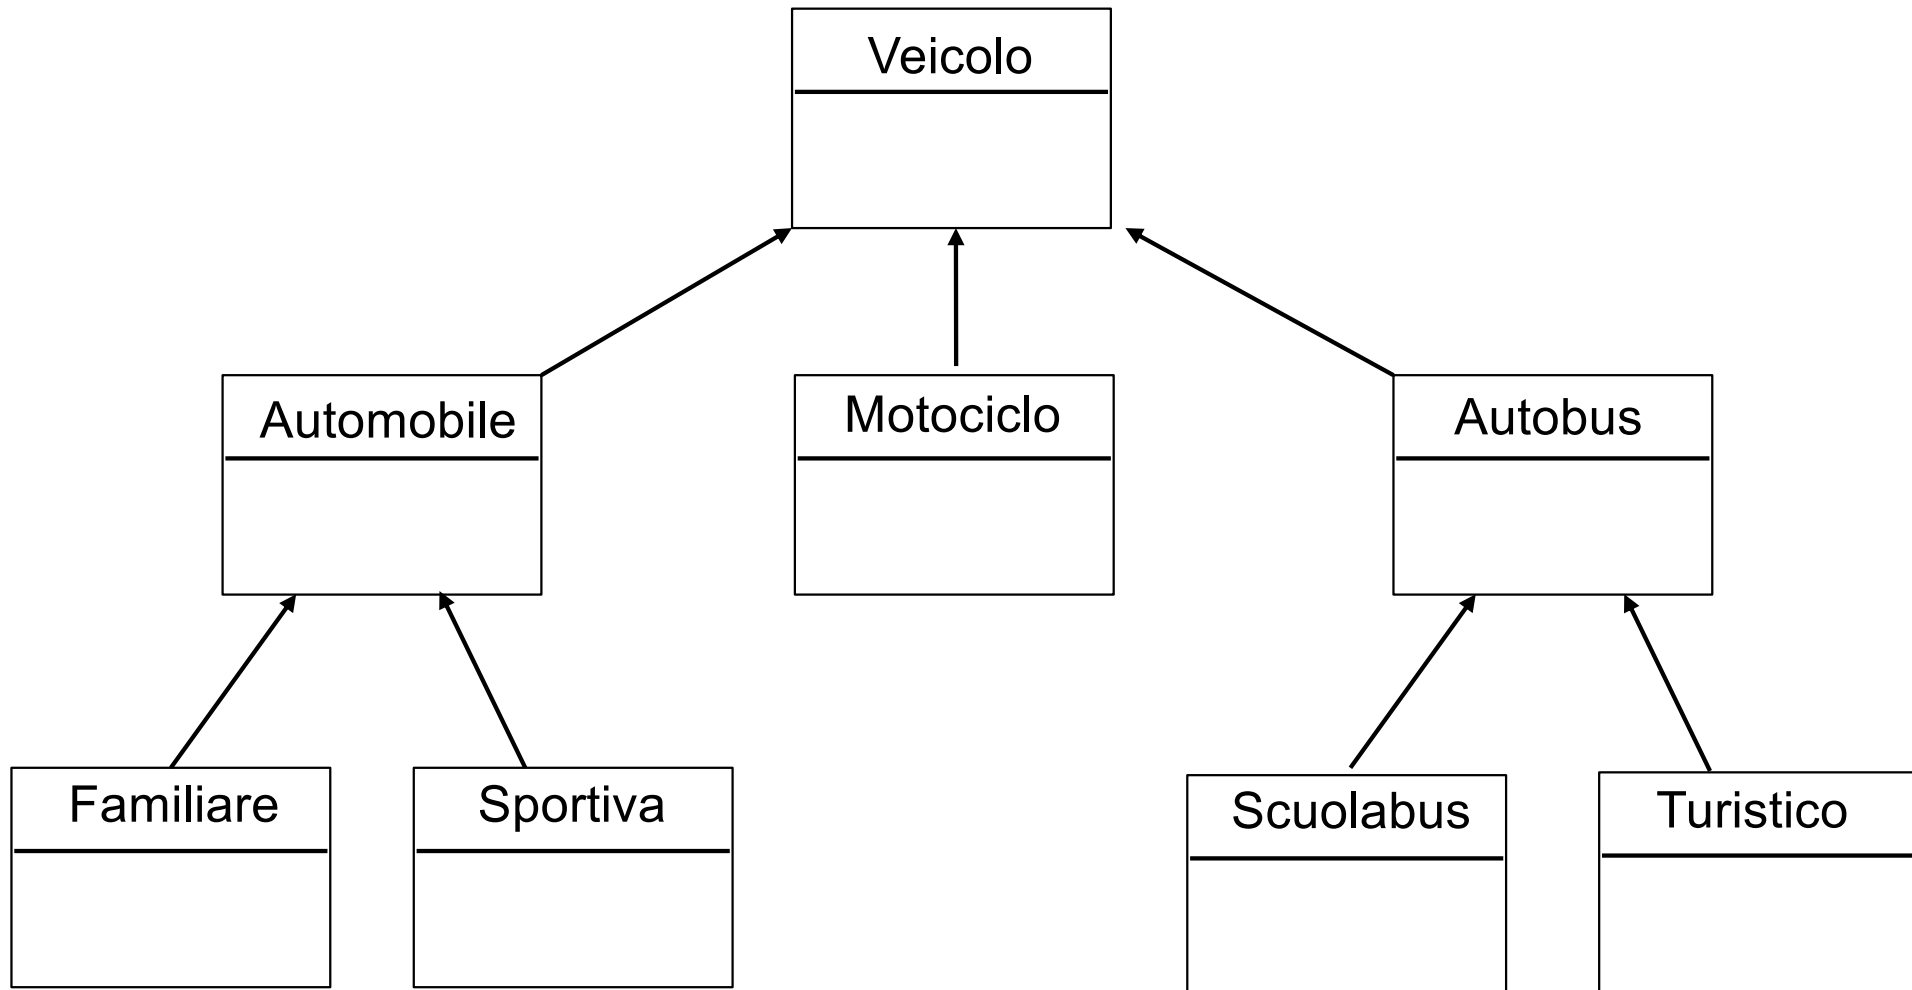 Veicolo
Automobile
Motociclo
Autobus
Familiare
Sportiva
Scuolabus
Turistico